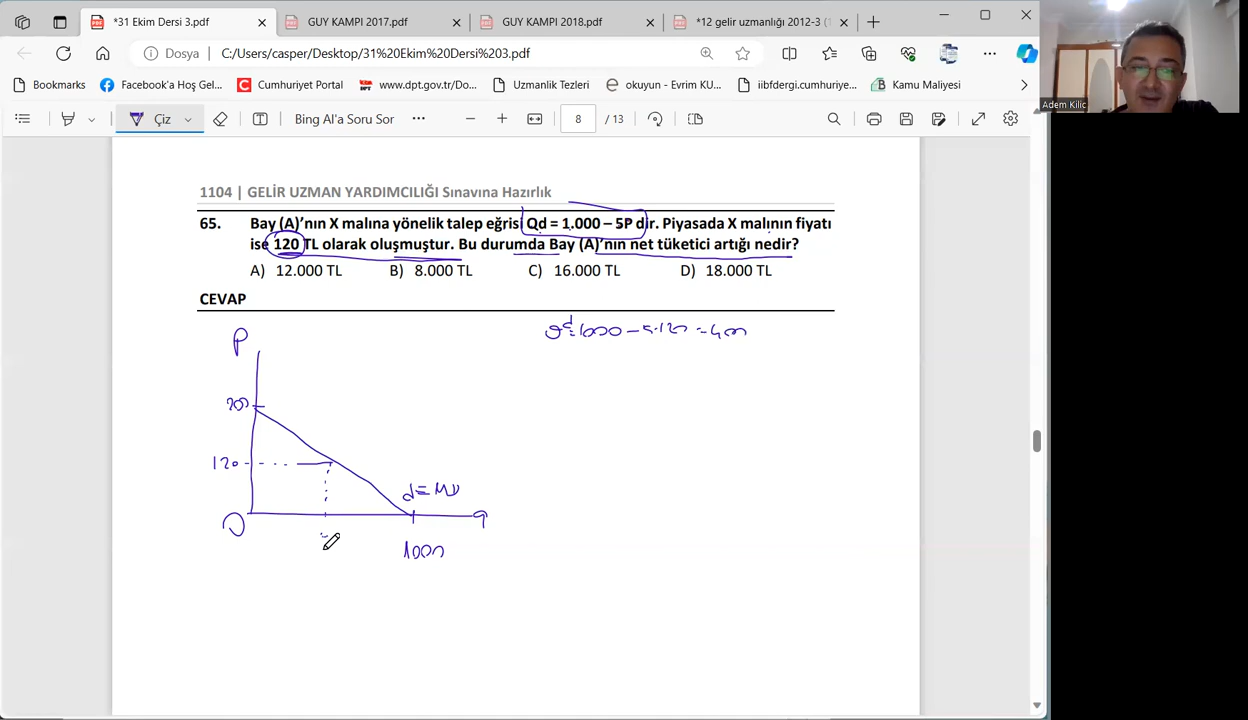 *31 Ekim Dersi 3.pdf
GUY KAMPI 2017.pdf
GUY KAMPI 2018.pdf
*12 gelir uzmanlığı 2012-3 (1
Dosya
C:/Users/casper/Desktop/31%20Ekim%20Dersi%203.pdf
Bookmarks
Facebook'a Hoş Gel...
Cumhuriyet Portal
www.dpt.gov.tr/Do...
Uzmanlık Tezleri
okuyun - Evrim KU...
iibfdergi.cumhuriye...
Kamu Maliyesi
Adem Kilic
Çiz
Bing AI'a Soru Sor
8 / 13
1104 | GELİR UZMAN YARDIMCILIĞI Sınavına Hazırlık
65. Bay (A)'nın X malına yönelik talep eğrisi Qd = 1.000 – 5P dir. Piyasada X malının fiyatı
ise 120 TL olarak oluşmuştur. Bu durumda Bay (A)'nın net tüketici artığı nedir?
A) 12.000 TL B) 8.000 TL C) 16.000 TL D) 18.000 TL
CEVAP
Qd=1000 – 5.120 = 400
P
200
120
d = MU
0
q
1000